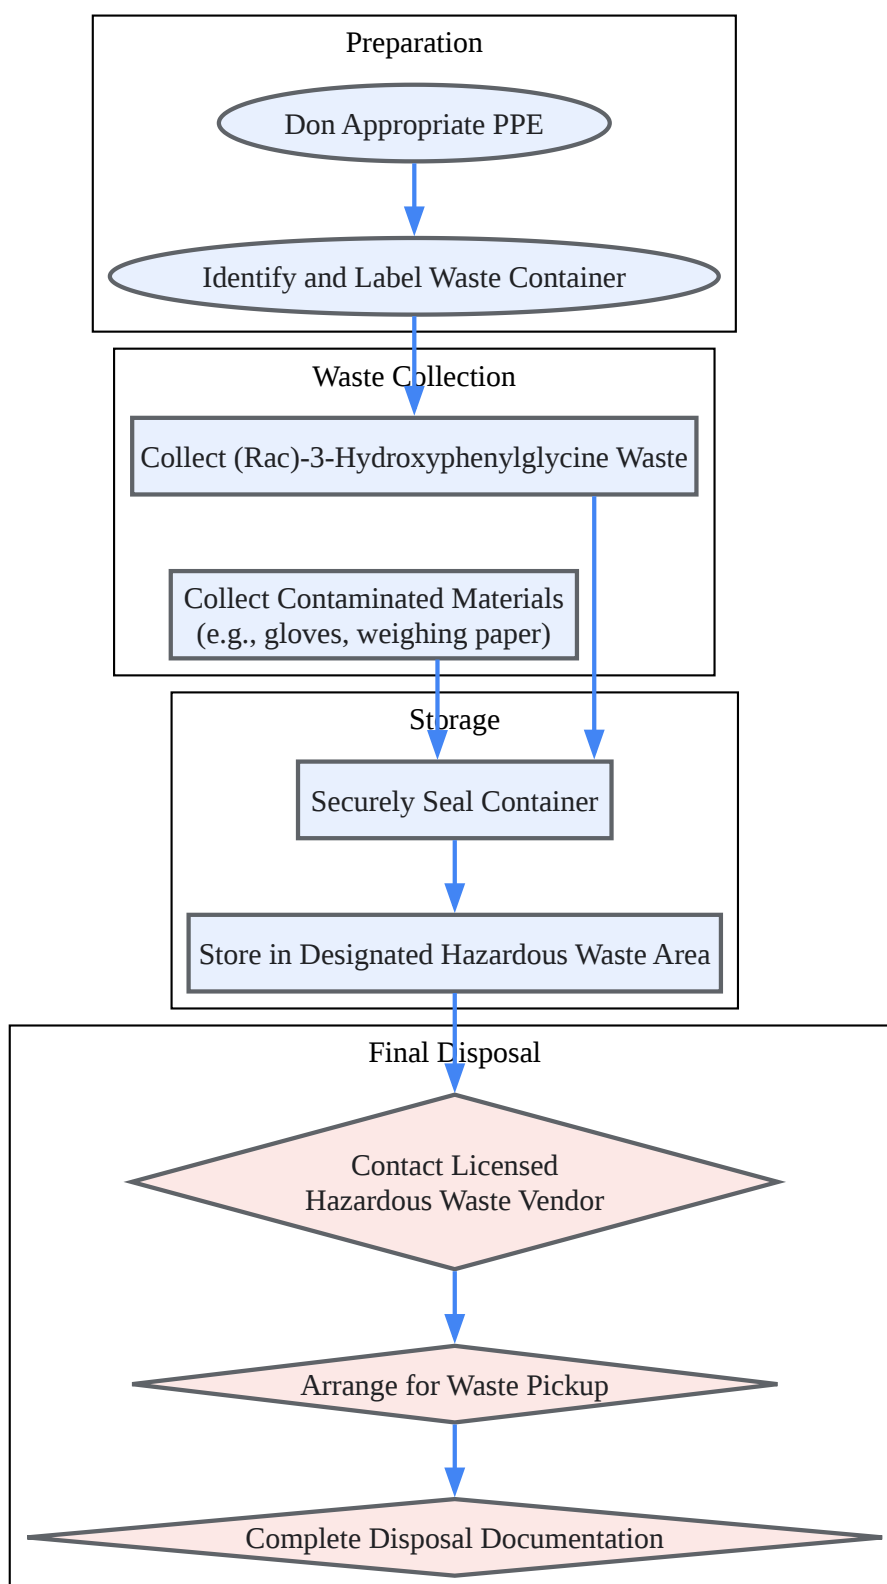 Preparation
Don Appropriate PPE
Identify and Label Waste Container
Waste Collection
Collect (Rac)-3-Hydroxyphenylglycine Waste
Collect Contaminated Materials
(e.g., gloves, weighing paper)
Storage
Securely Seal Container
Store in Designated Hazardous Waste Area
Final Disposal
Contact Licensed
Hazardous Waste Vendor
Arrange for Waste Pickup
Complete Disposal Documentation